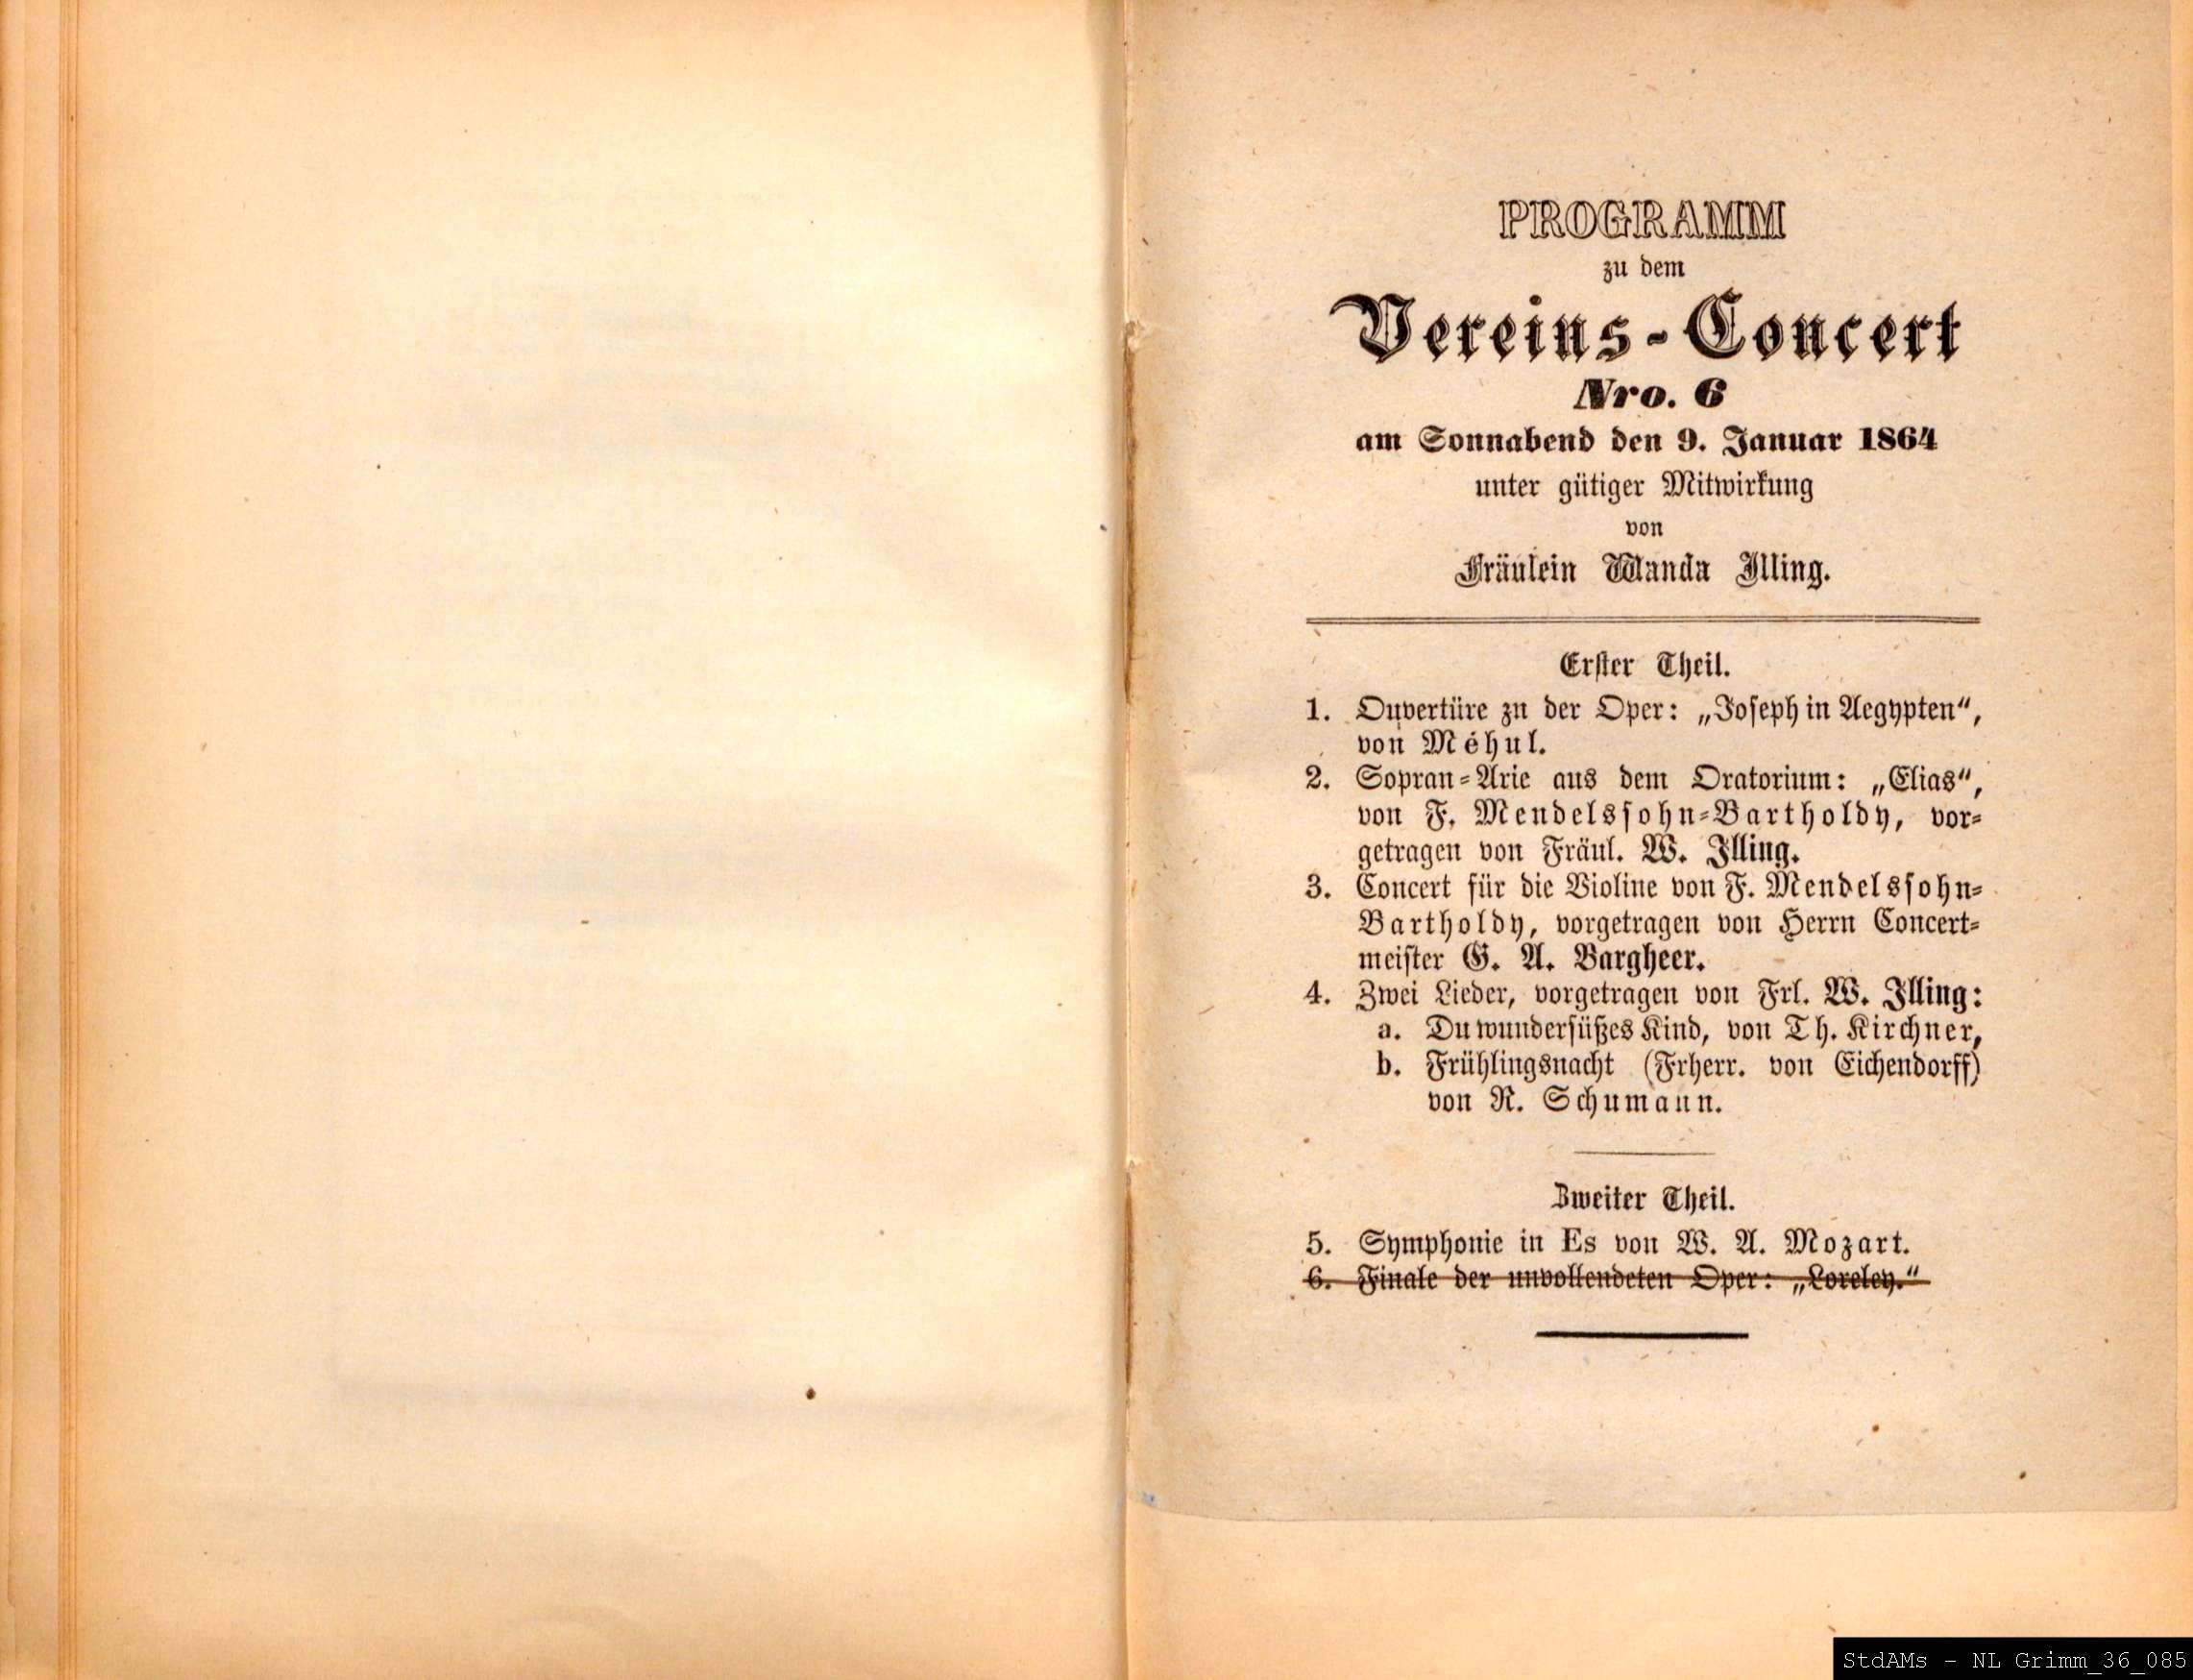 PROGRAMM
zu dem
Vereins-Concert
Nro. 6
am Sonnabend den 9. Januar 1864
unter gütiger Mitwirkung
von
Fräulein Wanda Illing.
Erster Theil.
1. Ouvertüre zu der Oper: „Joseph in Aegypten“,
von Méhul.
2. Sopran-Arie aus dem Oratorium: „Elias“,
von F. Mendelssohn-Bartholdy, vor-
getragen von Fräul. W. Illing.
3. Concert für die Violine von F. Mendelssohn-
Bartholdy, vorgetragen von Herrn Concert-
meister G. A. Bargheer.
4. Zwei Lieder, vorgetragen von Frl. W. Illing:
a. Du wundersüßes Kind, von Th. Kirchner,
b. Frühlingsnacht (Frherr. von Eichendorff)
von R. Schumann.
Zweiter Theil.
5. Symphonie in Es von W. A. Mozart.
6. Finale der unvollendeten Oper: „Loreley.“
StdAMs - NL Grimm_36_085